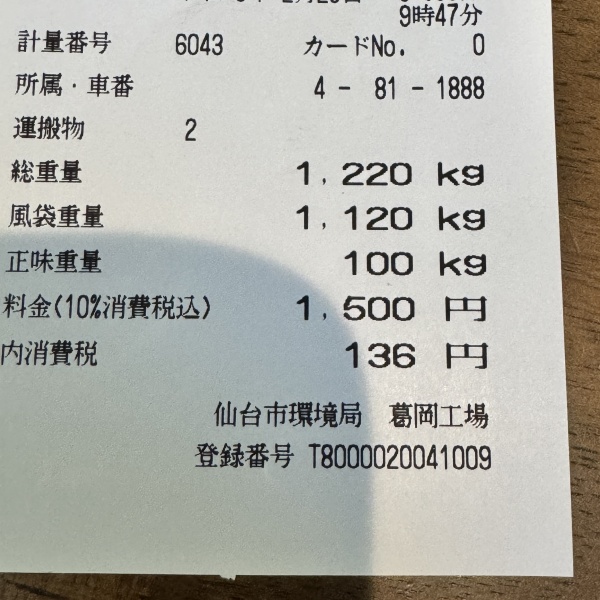 9時47分
計量番号 6043 カードNo. 0
所属・車番 4 - 81 - 1888
運搬物 2
総重量 1,220 kg
風袋重量 1,120 kg
正味重量 100 kg
料金(10%消費税込) 1,500 円
内消費税 136 円
仙台市環境局 葛岡工場
登録番号 T8000020041009